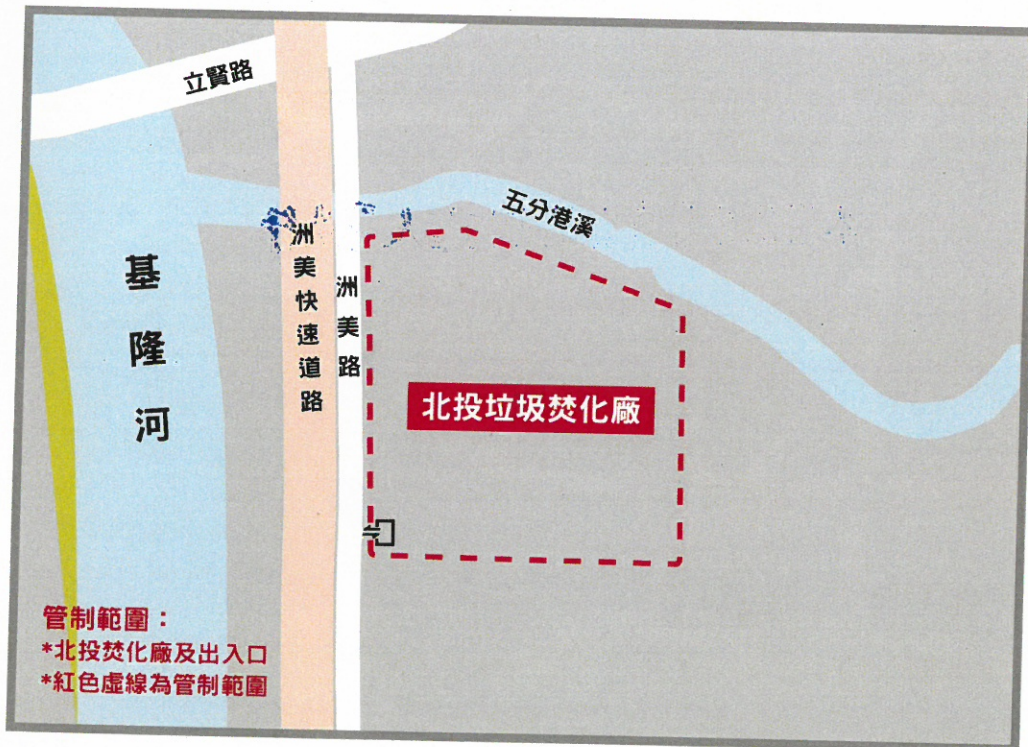 立賢路
五分港溪
基隆河
洲美快速道路
洲美路
北投垃圾焚化廠
管制範圍：
*北投焚化廠及出入口
*紅色虛線為管制範圍